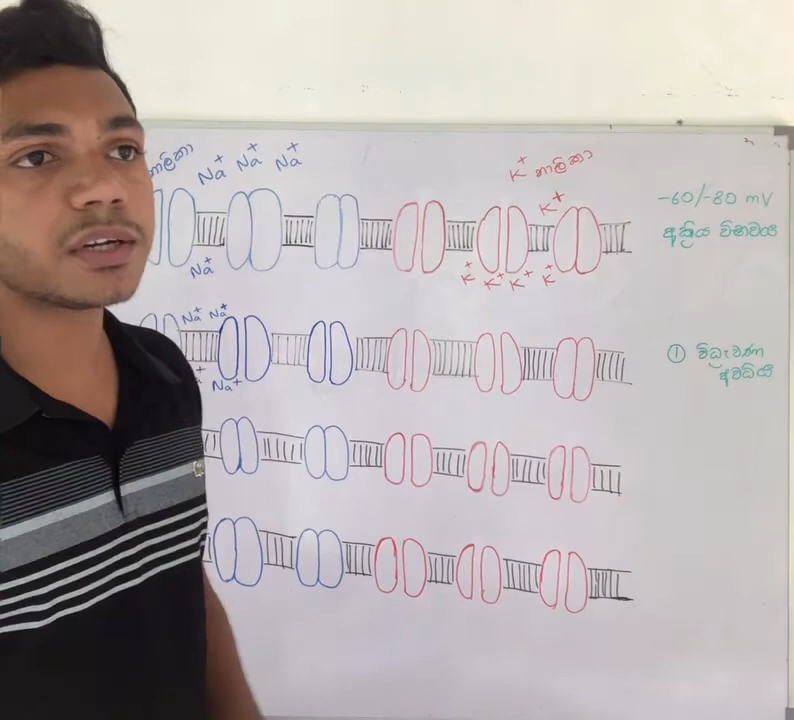 නාලිකා
Na⁺ Na⁺ Na⁺
K⁺ නාලිකා
K⁺
-60/-80 mV
අක්‍රිය විභවය
Na⁺
K⁺ K⁺ K⁺ K⁺
Na⁺ Na⁺
① විධ්‍රැවණ
අවධිය
Na⁺